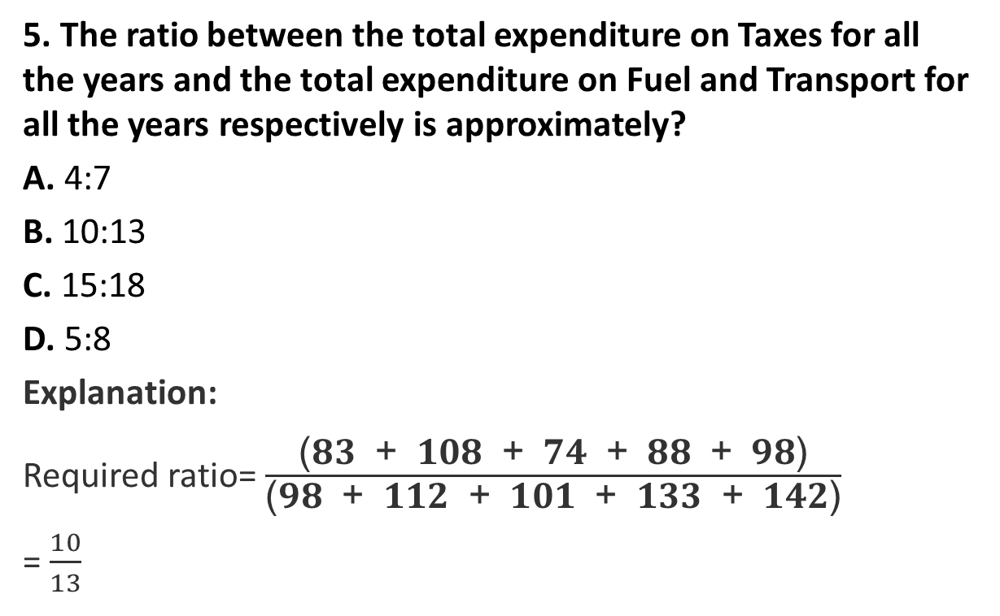 5. The ratio between the total expenditure on Taxes for all
the years and the total expenditure on Fuel and Transport for
all the years respectively is approximately?
A. 4:7
B. 10:13
C. 15:18
D. 5:8
Explanation:
Required ratio= (83 + 108 + 74 + 88 + 98)
(98 + 112 + 101 + 133 + 142)
= 10
13